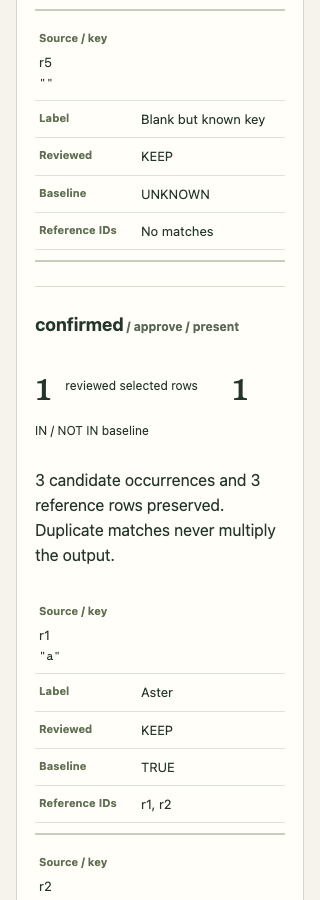 Source / key
r5
""
Label Blank but known key
Reviewed KEEP
Baseline UNKNOWN
Reference IDs No matches
confirmed / approve / present
1 reviewed selected rows 1
IN / NOT IN baseline
3 candidate occurrences and 3
reference rows preserved.
Duplicate matches never multiply
the output.
Source / key
r1
"a"
Label Aster
Reviewed KEEP
Baseline TRUE
Reference IDs r1, r2
Source / key
r2